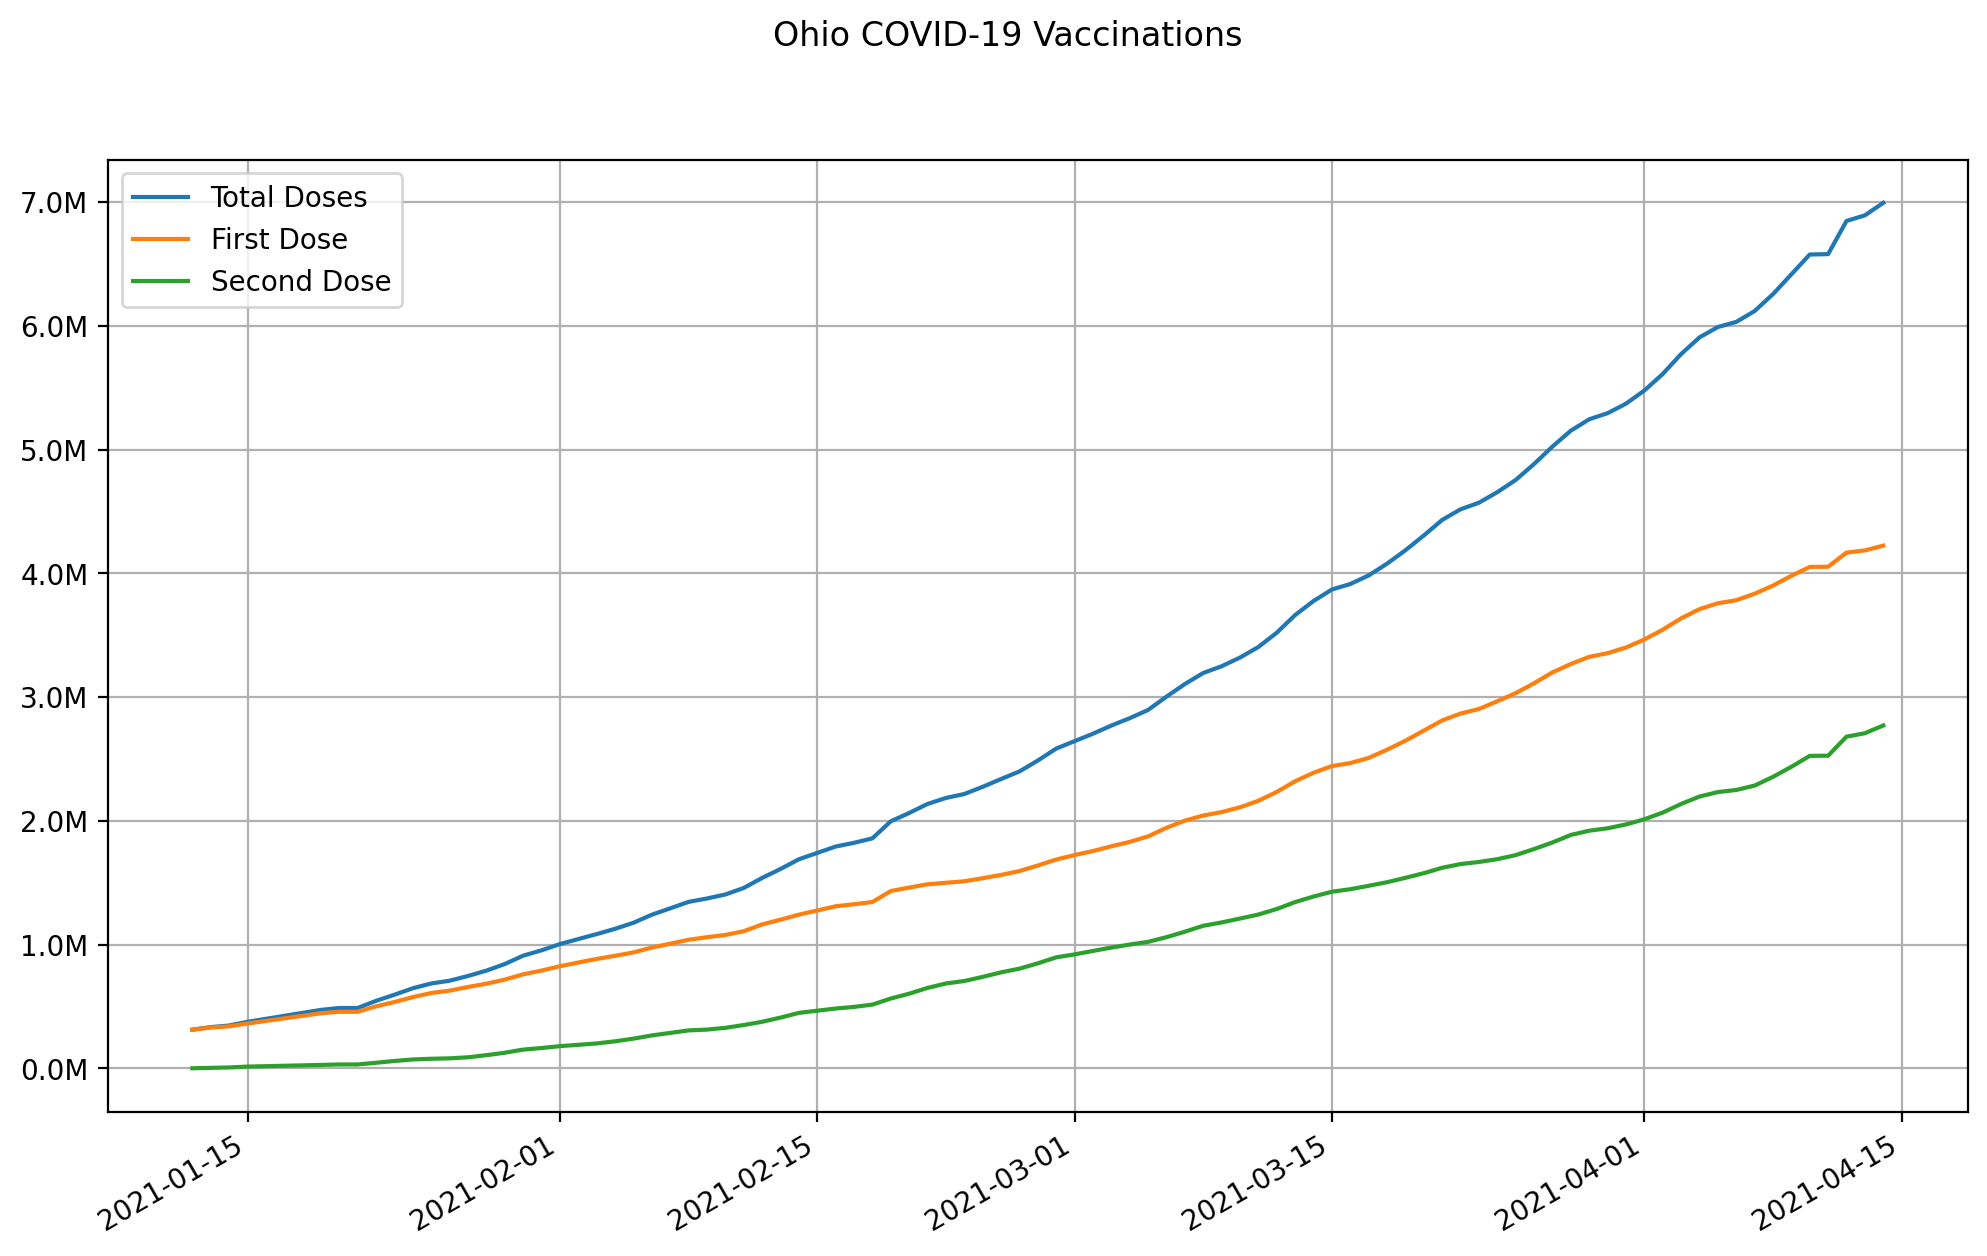 Ohio COVID-19 Vaccinations
Total Doses
First Dose
Second Dose
7.0M
6.0M
5.0M
4.0M
3.0M
2.0M
1.0M
0.0M
2021-01-15
2021-02-01
2021-02-15
2021-03-01
2021-03-15
2021-04-01
2021-04-15